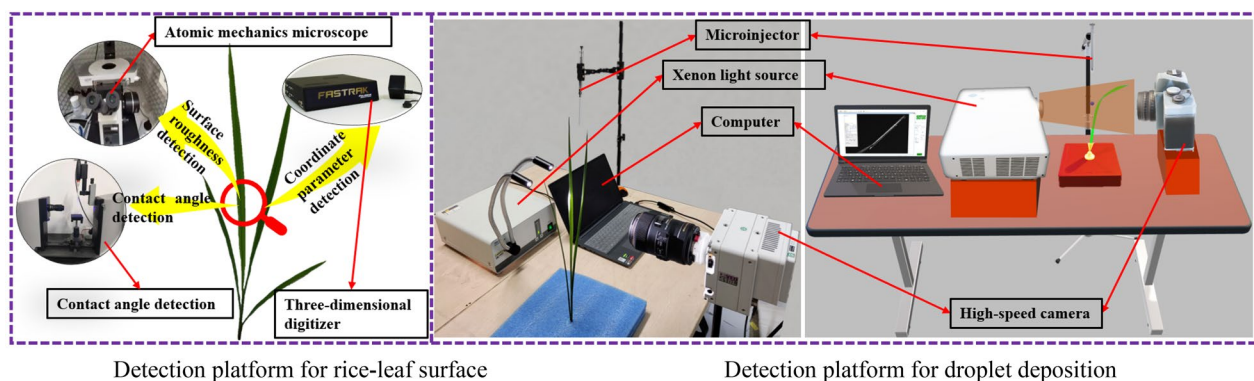 Atomic mechanics microscope
FASTRAK
Surface
roughness
detection
Coordinate
parameter
detection
Contact angle
detection
Contact angle detection
Three-dimensional
digitizer
Microinjector
Xenon light source
Computer
High-speed camera
Detection platform for rice-leaf surface
Detection platform for droplet deposition